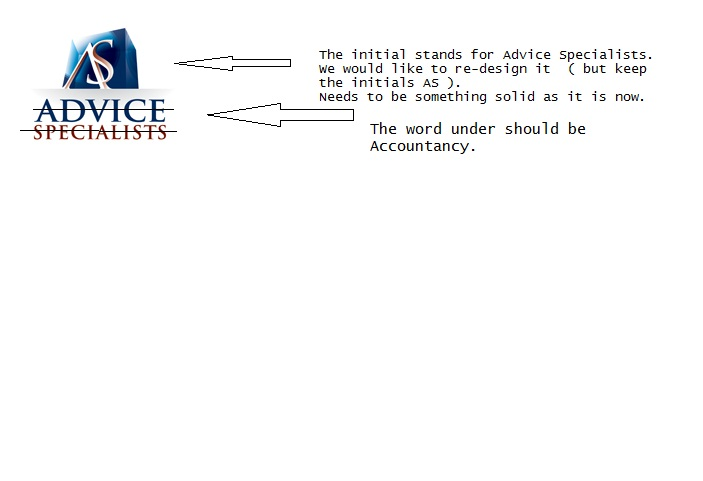 AS
ADVICE
SPECIALISTS
The initial stands for Advice Specialists.
We would like to re-design it ( but keep
the initials AS ).
Needs to be something solid as it is now.
The word under should be
Accountancy.